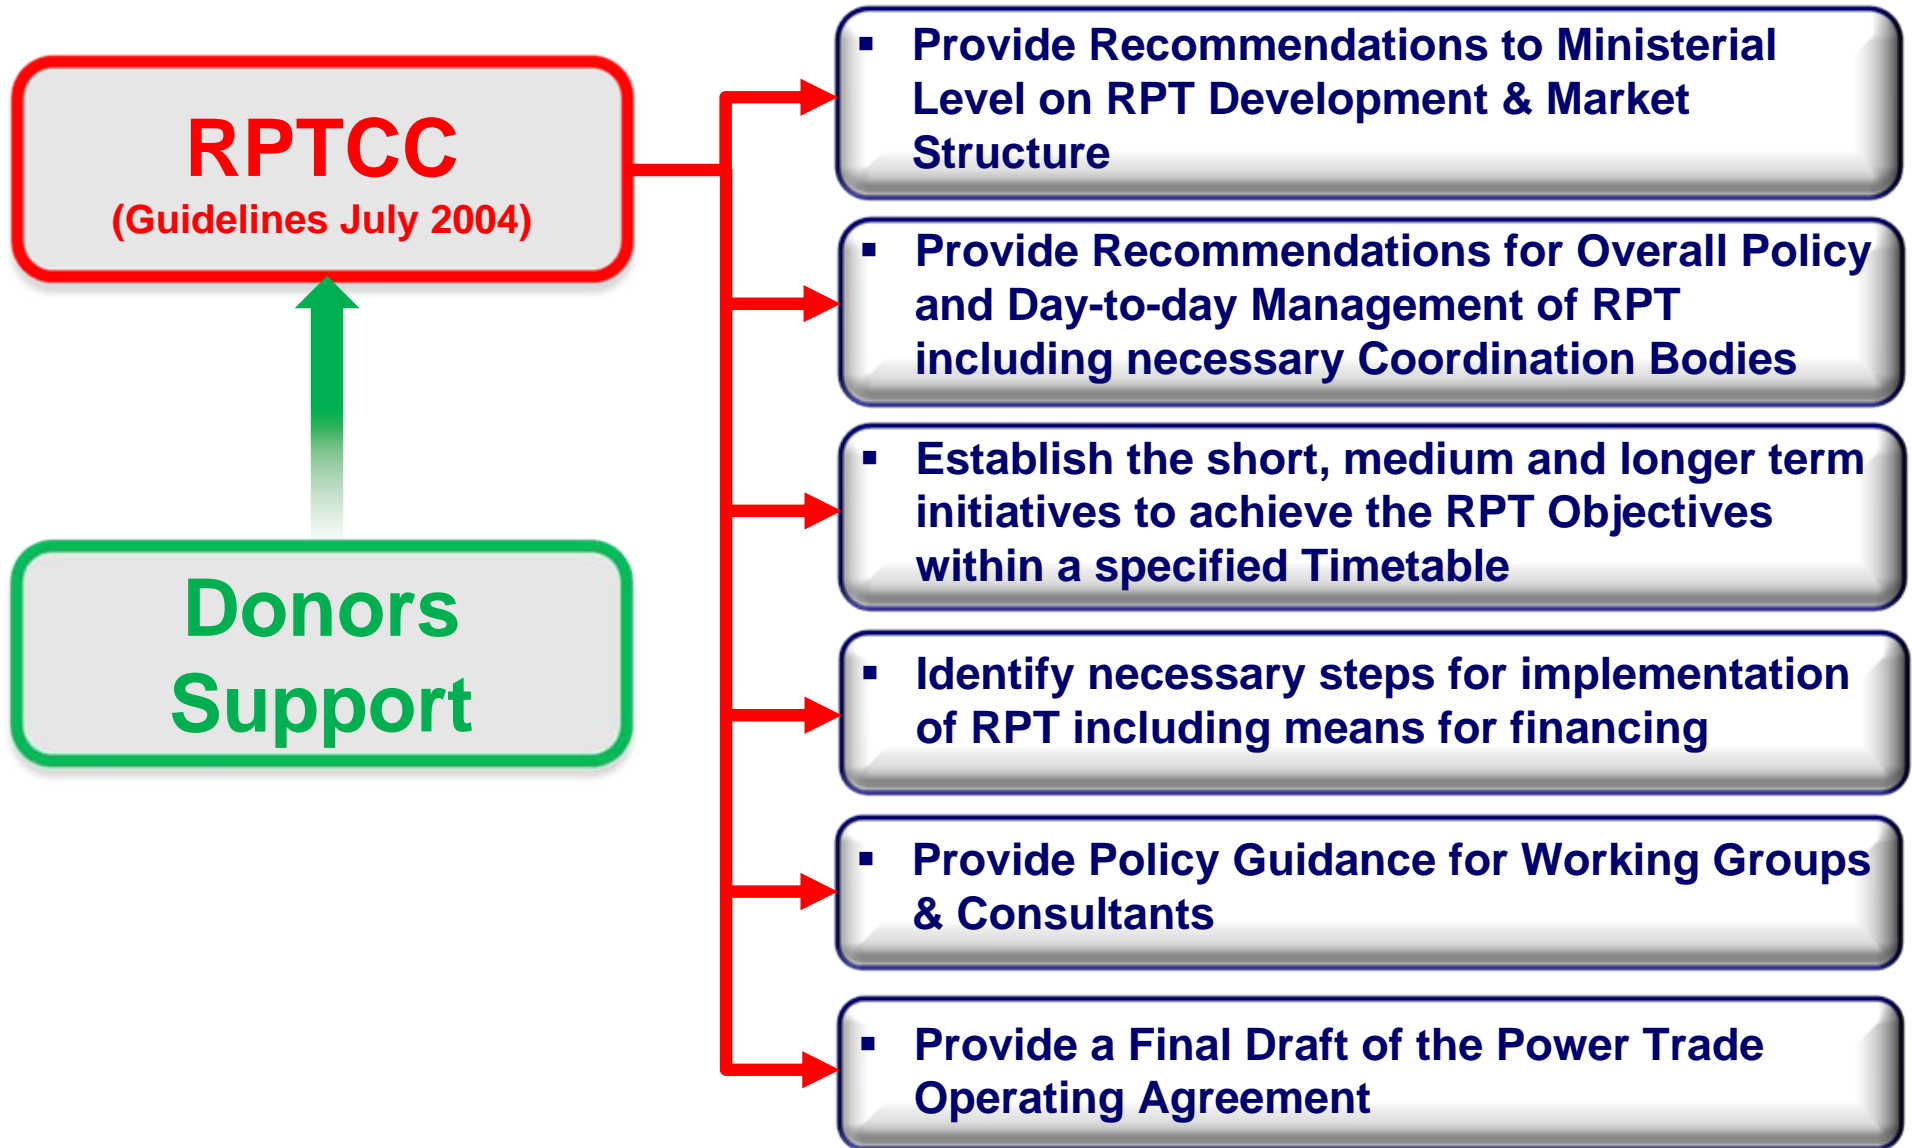 RPTCC
(Guidelines July 2004)
Donors
Support
▪ Provide Recommendations to Ministerial
Level on RPT Development & Market
Structure
▪ Provide Recommendations for Overall Policy
and Day-to-day Management of RPT
including necessary Coordination Bodies
▪ Establish the short, medium and longer term
initiatives to achieve the RPT Objectives
within a specified Timetable
▪ Identify necessary steps for implementation
of RPT including means for financing
▪ Provide Policy Guidance for Working Groups
& Consultants
▪ Provide a Final Draft of the Power Trade
Operating Agreement